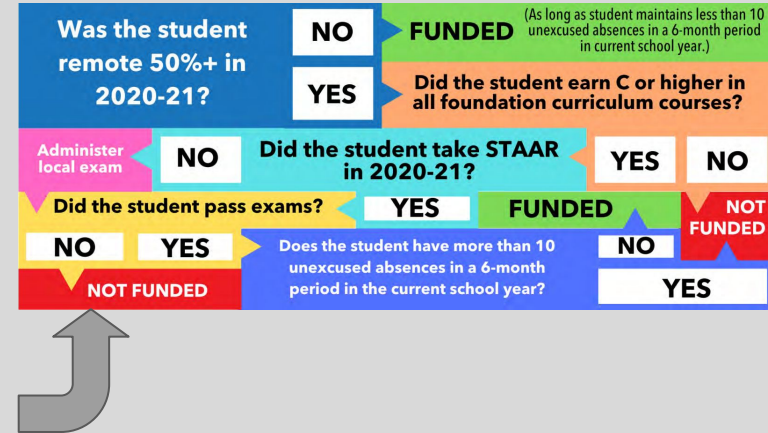 Was the student
remote 50%+ in
2020-21?
NO
YES
FUNDED
(As long as student maintains less than 10
unexcused absences in a 6-month period
in current school year.)
Did the student earn C or higher in
all foundation curriculum courses?
Administer
local exam
NO
Did the student take STAAR
in 2020-21?
YES
NO
Did the student pass exams?
YES
FUNDED
NOT
FUNDED
NO
YES
Does the student have more than 10
unexcused absences in a 6-month
period in the current school year?
NO
YES
NOT FUNDED